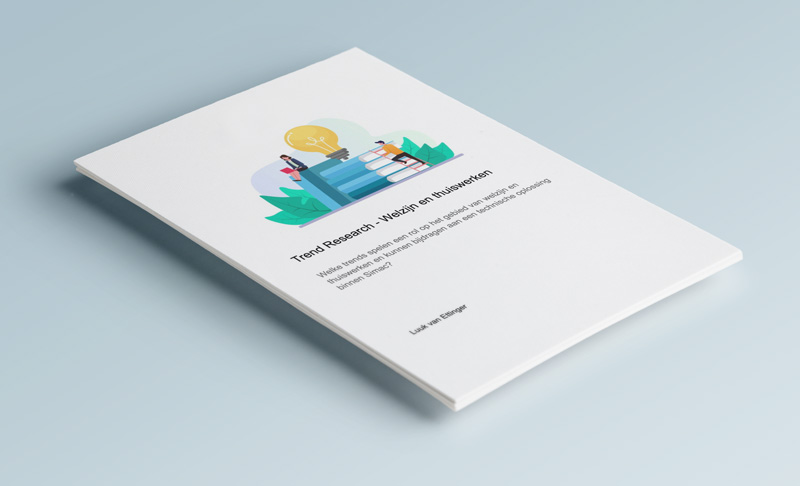 Trend Research - Welzijn en thuiswerken
Welke trends spelen een rol op het gebied van welzijn en
thuiswerken en kunnen bijdragen aan een technische oplossing
binnen Simac?
Luuk van Ettinger